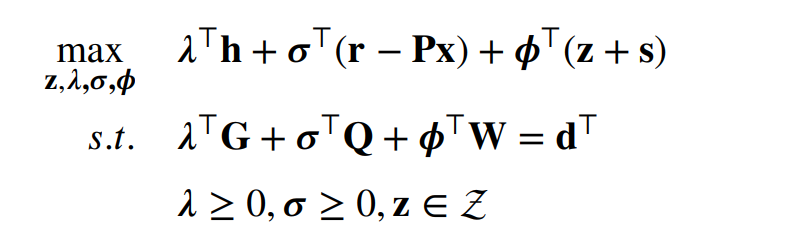 max λ⊤h + σ⊤(r − Px) + ϕ⊤(z + s)
z,λ,σ,ϕ
s.t. λ⊤G + σ⊤Q + ϕ⊤W = d⊤
λ ≥ 0, σ ≥ 0, z ∈ 𝒵